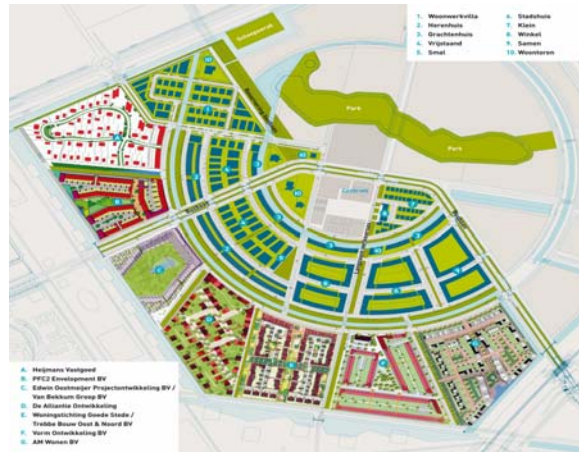 1. Woonwerkvilla
2. Herenhuis
3. Grachtenhuis
4. Vrijstaand
5. Smal
6. Stadshuis
7. Klein
8. Winkel
9. Samen
10. Woontoren
Park
Park
A. Heijmans Vastgoed
B. PFC2 Envelopment BV
C. Edwin Oostmeijer Projectontwikkeling BV /
Van Bekkum Groep BV
D. De Alliantie Ontwikkeling
E. Woningstichting Goede Stede /
Trebbe Bouw Oost & Noord BV
F. Vorm Ontwikkeling BV
G. AM Wonen BV